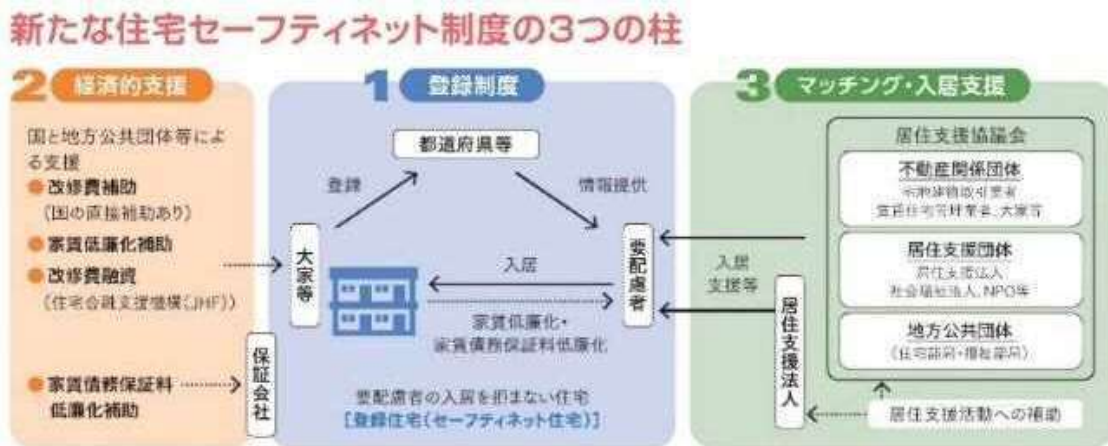 新たな住宅セーフティネット制度の3つの柱
2 経済的支援
国と地方公共団体等によ
る支援
●改修費補助
(国の直接補助あり)
●家賃低廉化補助
●改修費融資
(住宅金融支援機構(JHF))
●家賃債務保証料
低廉化補助
保証会社
1 登録制度
都道府県等
登録
情報提供
大家等
要配慮者
入居
家賃低廉化・
家賃債務保証料低廉化
要配慮者の入居を拒まない住宅
[登録住宅(セーフティネット住宅)]
3 マッチング・入居支援
入居
支援等
居住支援法人
居住支援協議会
不動産関係団体
宅地建物取引業者
賃貸住宅管理業者、大家等
居住支援団体
居住支援法人
社会福祉法人、NPO等
地方公共団体
(住宅部局・福祉部局)
居住支援活動への補助